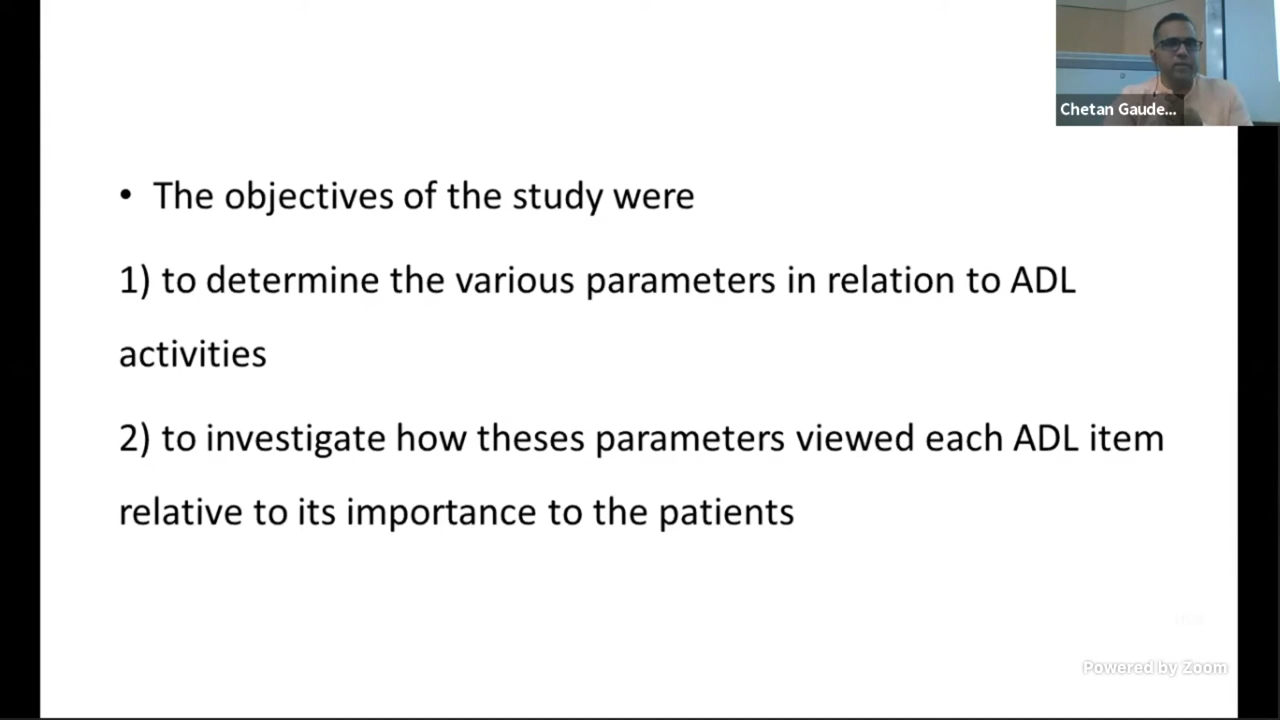 Chetan Gaude...
• The objectives of the study were
1) to determine the various parameters in relation to ADL
activities
2) to investigate how theses parameters viewed each ADL item
relative to its importance to the patients
Powered by Zoom